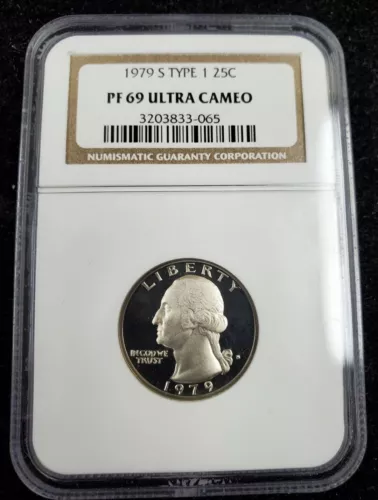 1979 S TYPE 1 25C
PF 69 ULTRA CAMEO
3203833-065
NUMISMATIC GUARANTY CORPORATION
LIBERTY
IN GOD WE
TRUST
S
1979